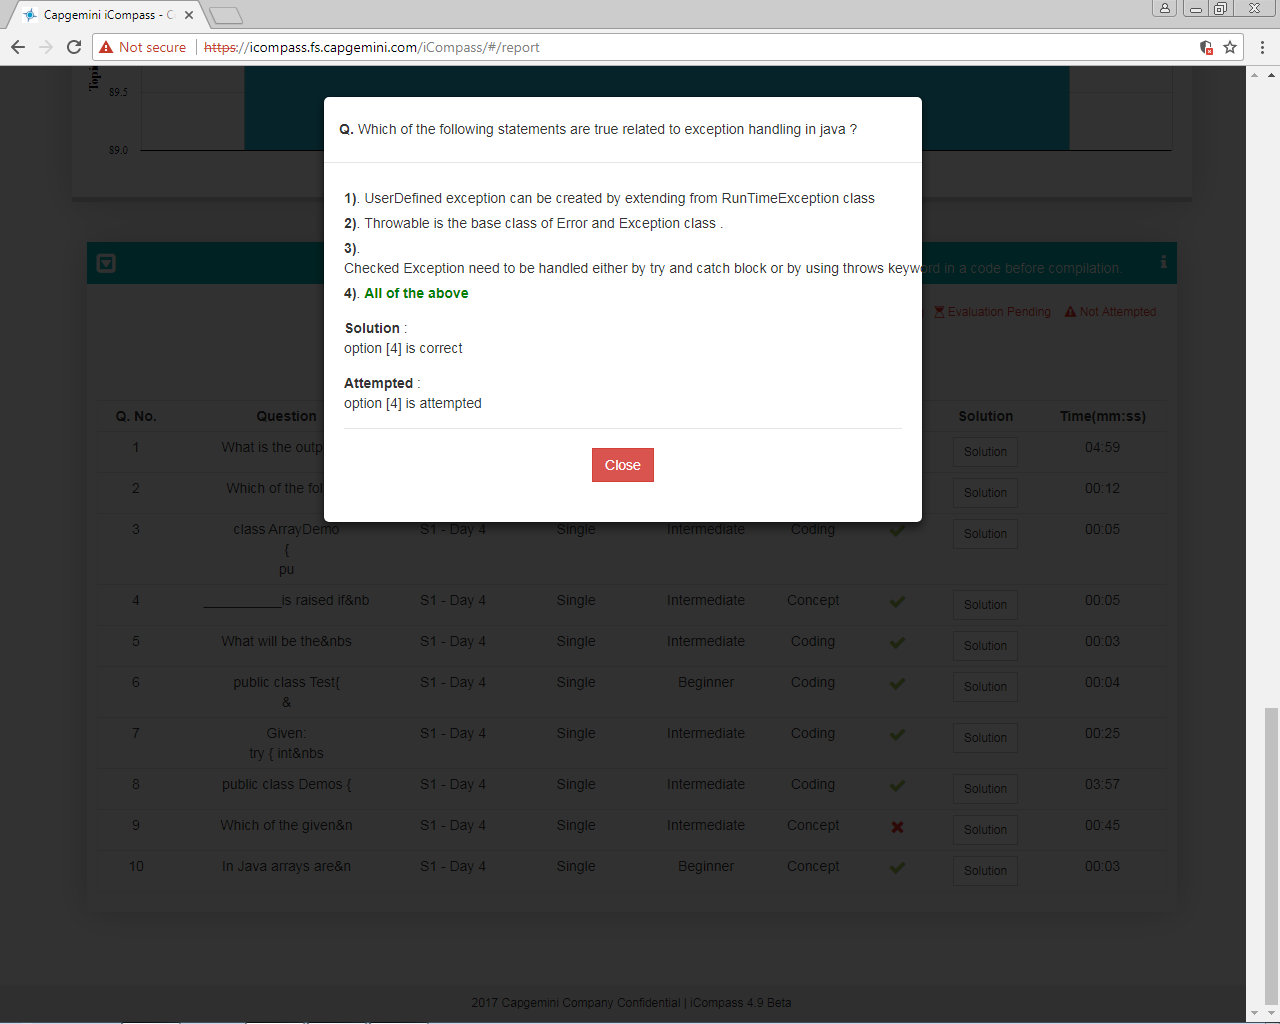 Capgemini iCompass - C
Not secure
https://icompass.fs.capgemini.com/iCompass/#/report
Topi
89.5
89.0
Q. Which of the following statements are true related to exception handling in java ?
1). UserDefined exception can be created by extending from RunTimeException class
2). Throwable is the base class of Error and Exception class .
3).
Checked Exception need to be handled either by try and catch block or by using throws keyword in a code before compilation.
4). All of the above
Solution :
option [4] is correct
Attempted :
option [4] is attempted
Close
Evaluation Pending Not Attempted
Q. No. Question Solution Time(mm:ss)
1 What is the outp Solution 04:59
2 Which of the fol Solution 00:12
3 class ArrayDemo S1 - Day 4 Single Intermediate Coding Solution 00:05
{
pu
4 __________is raised if&nb S1 - Day 4 Single Intermediate Concept Solution 00:05
5 What will be the&nbs S1 - Day 4 Single Intermediate Coding Solution 00:03
6 public class Test{ S1 - Day 4 Single Beginner Coding Solution 00:04
&
7 Given: S1 - Day 4 Single Intermediate Coding Solution 00:25
try { int&nbs
8 public class Demos { S1 - Day 4 Single Intermediate Coding Solution 03:57
9 Which of the given&n S1 - Day 4 Single Intermediate Concept Solution 00:45
10 In Java arrays are&n S1 - Day 4 Single Beginner Concept Solution 00:03
2017 Capgemini Company Confidential | iCompass 4.9 Beta